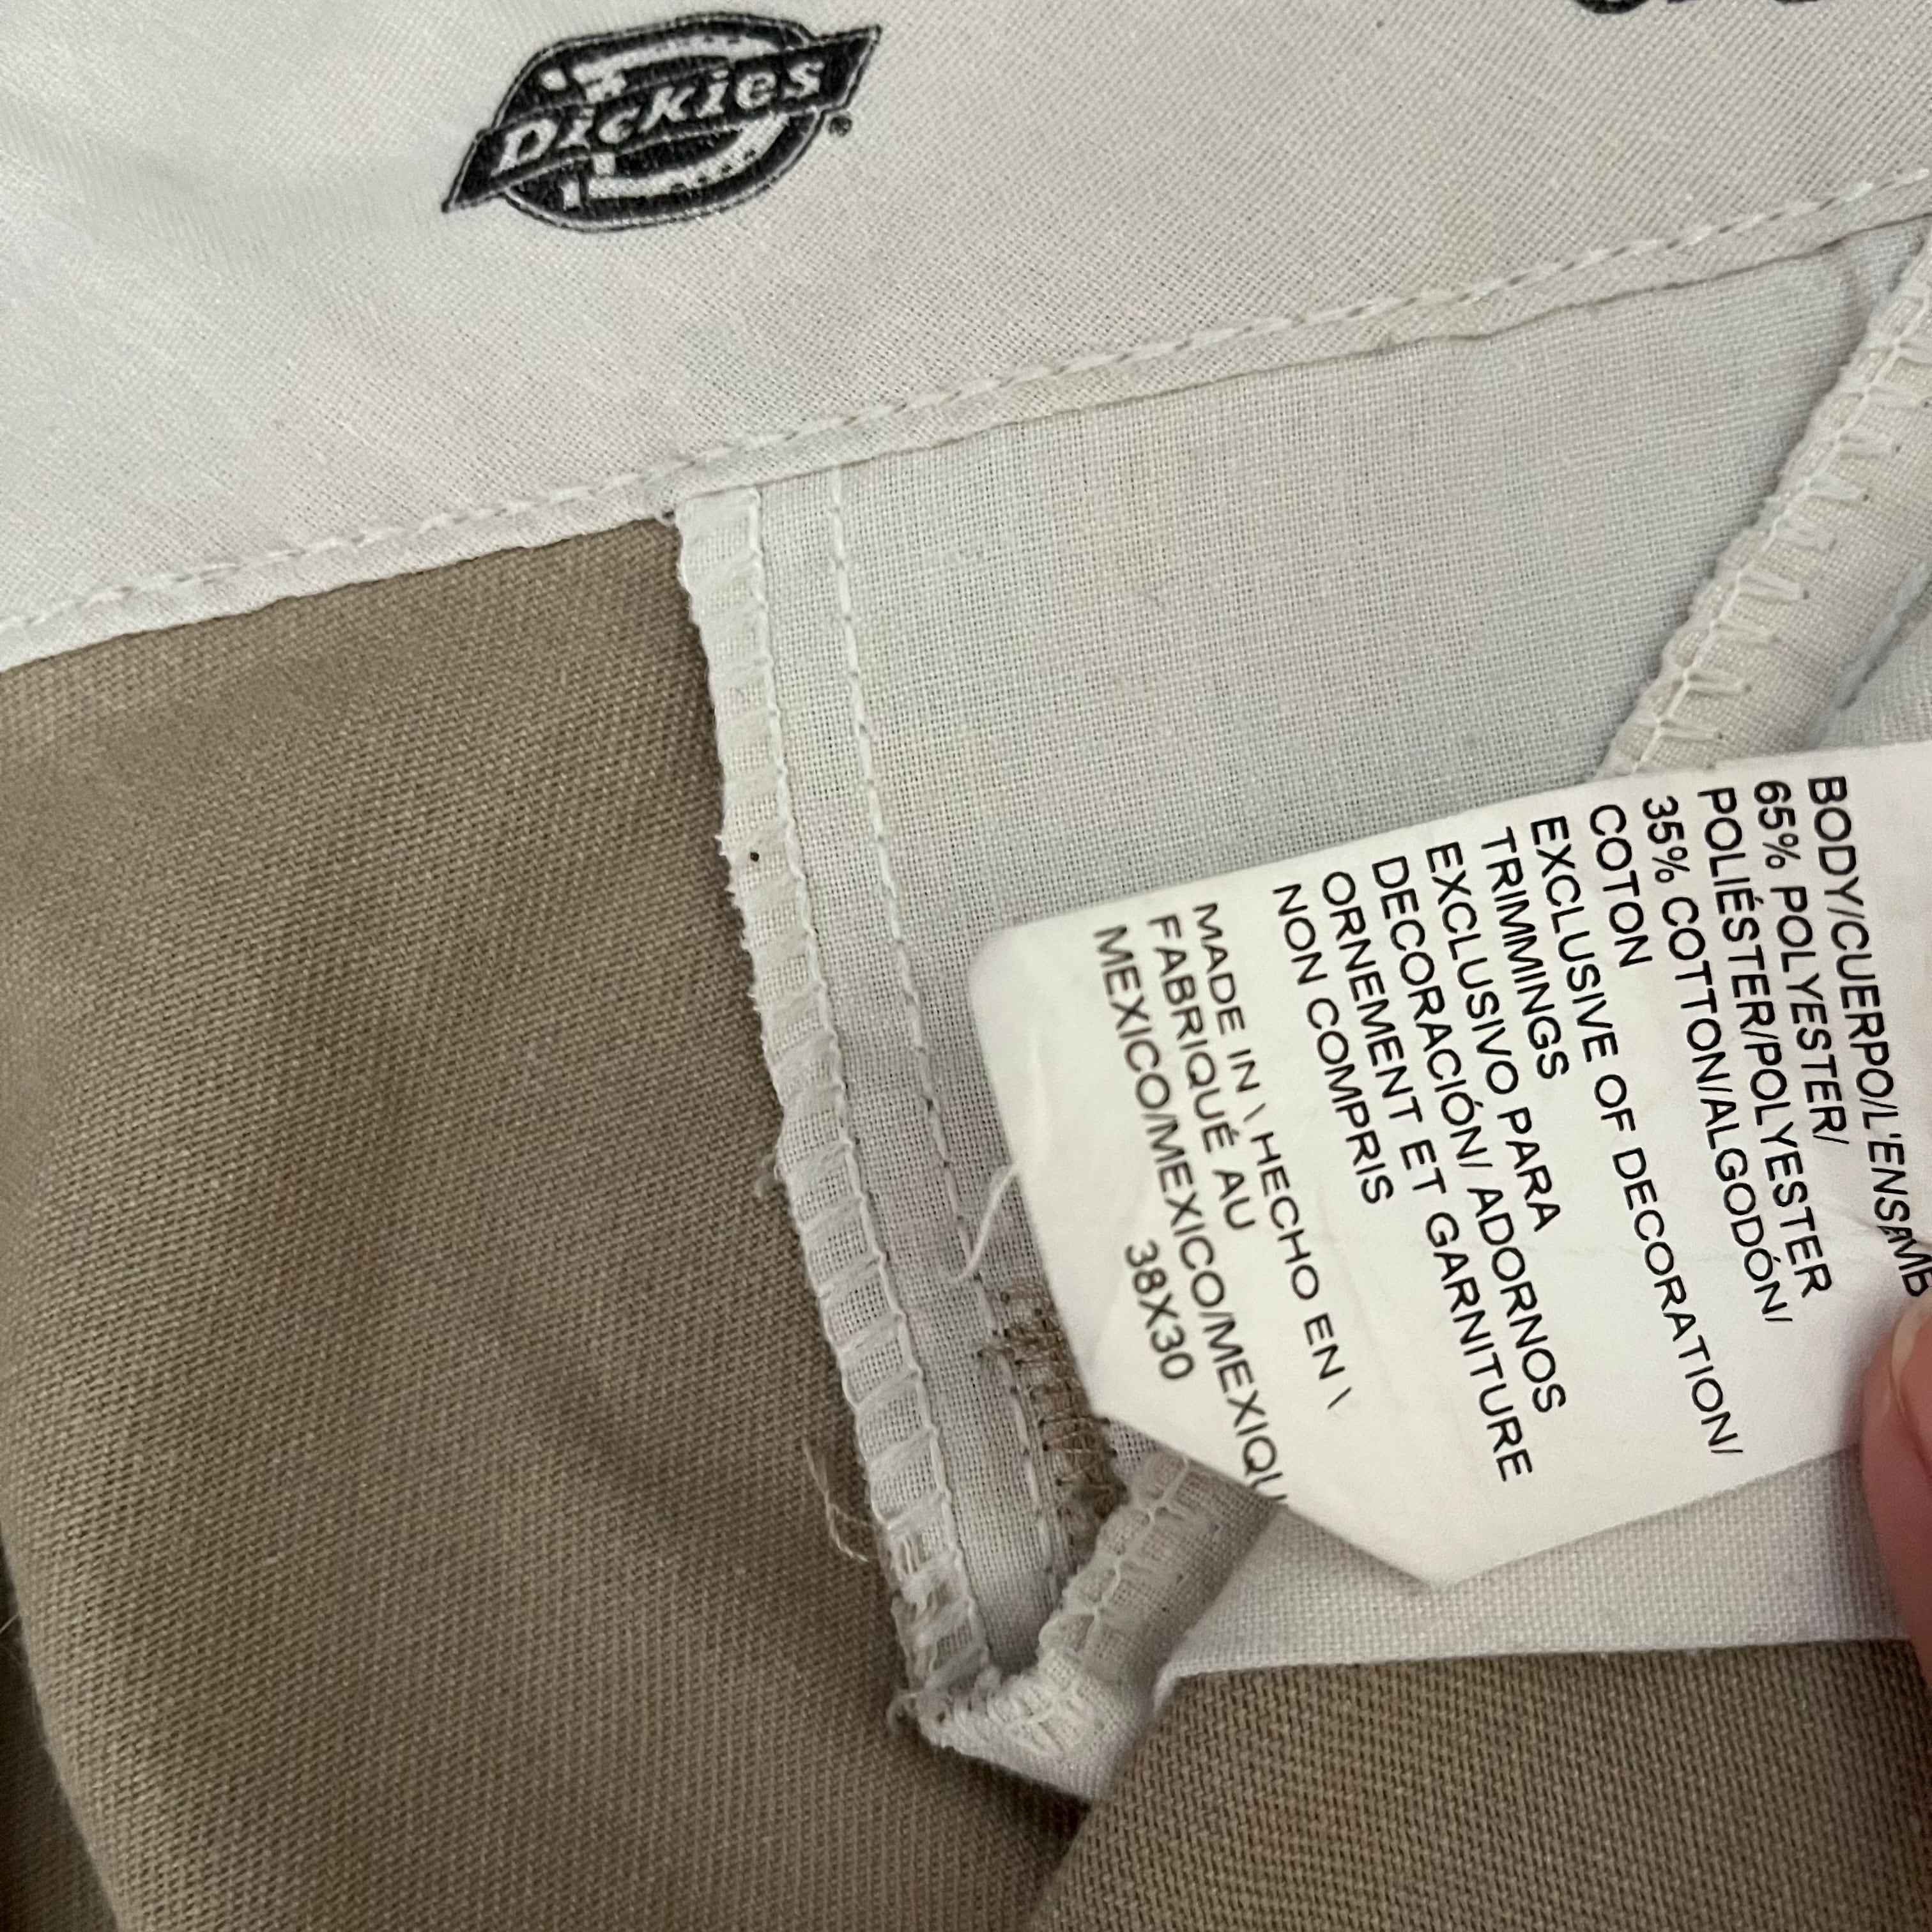 Dickies
BODY/CUERPO/L'ENSAMB
65% POLYESTER/
POLIÉSTER/POLYESTER
35% COTTON/ALGODÓN/
COTON
EXCLUSIVE OF DECORATION/
TRIMMINGS
EXCLUSIVO PARA
DECORACIÓN/ ADORNOS
ORNEMENT ET GARNITURE
NON COMPRIS
MADE IN \ HECHO EN \
FABRIQUÉ AU
MEXICO/MEXICO/MEXIQU
38X30